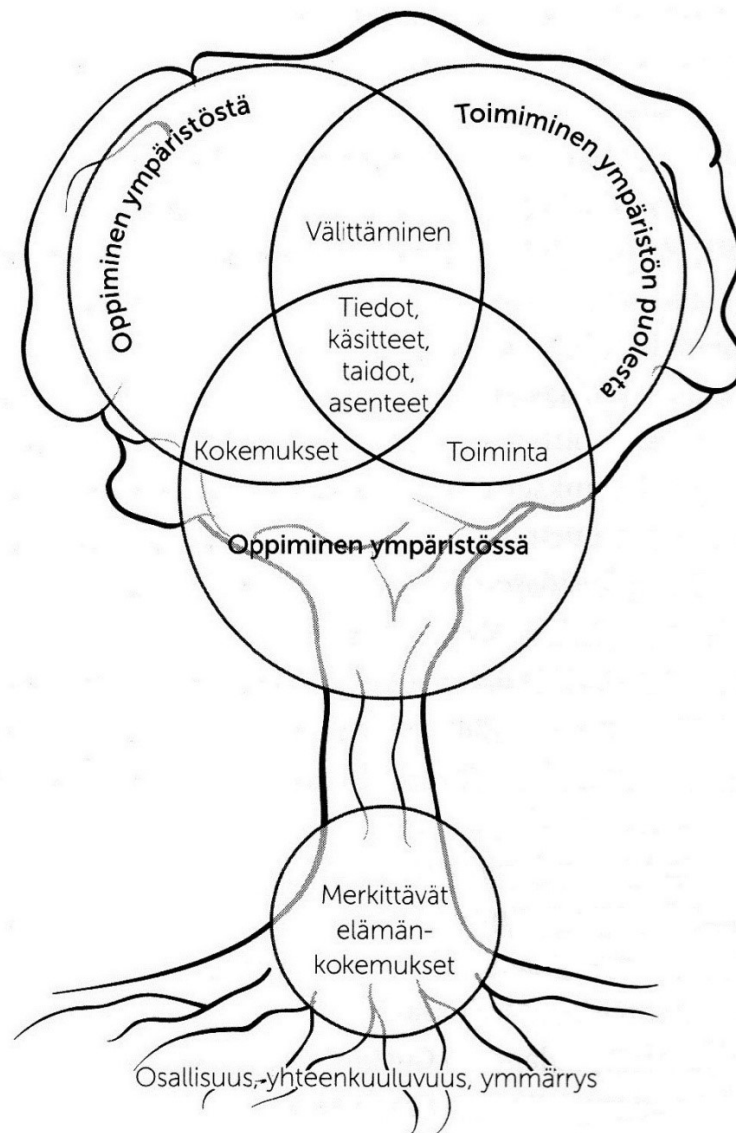 Oppiminen ympäristöstä
Toimiminen ympäristön puolesta
Välittäminen
Tiedot,
käsitteet,
taidot,
asenteet
Kokemukset
Toiminta
Oppiminen ympäristössä
Merkittävät
elämän-
kokemukset
Osallisuus, yhteenkuuluvuus, ymmärrys